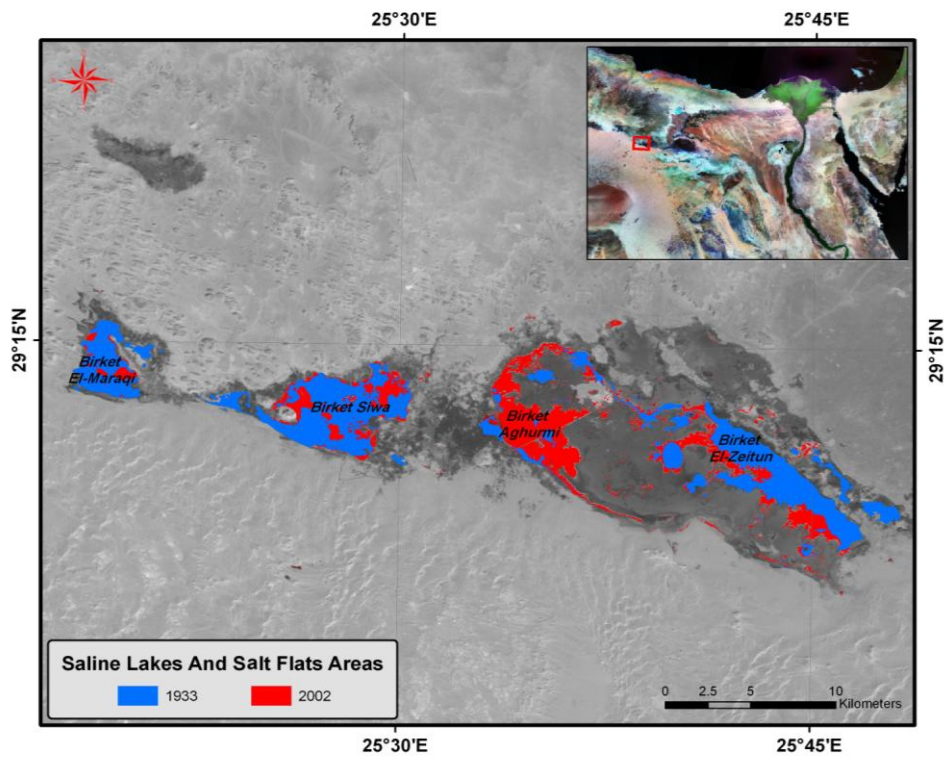 25°30'E
25°45'E
29°15'N
29°15'N
Birket
El-Maraqi
Birket Siwa
Birket
Aghurmi
Birket
El-Zeitun
Saline Lakes And Salt Flats Areas
1933
2002
0 2.5 5 10
Kilometers
25°30'E
25°45'E